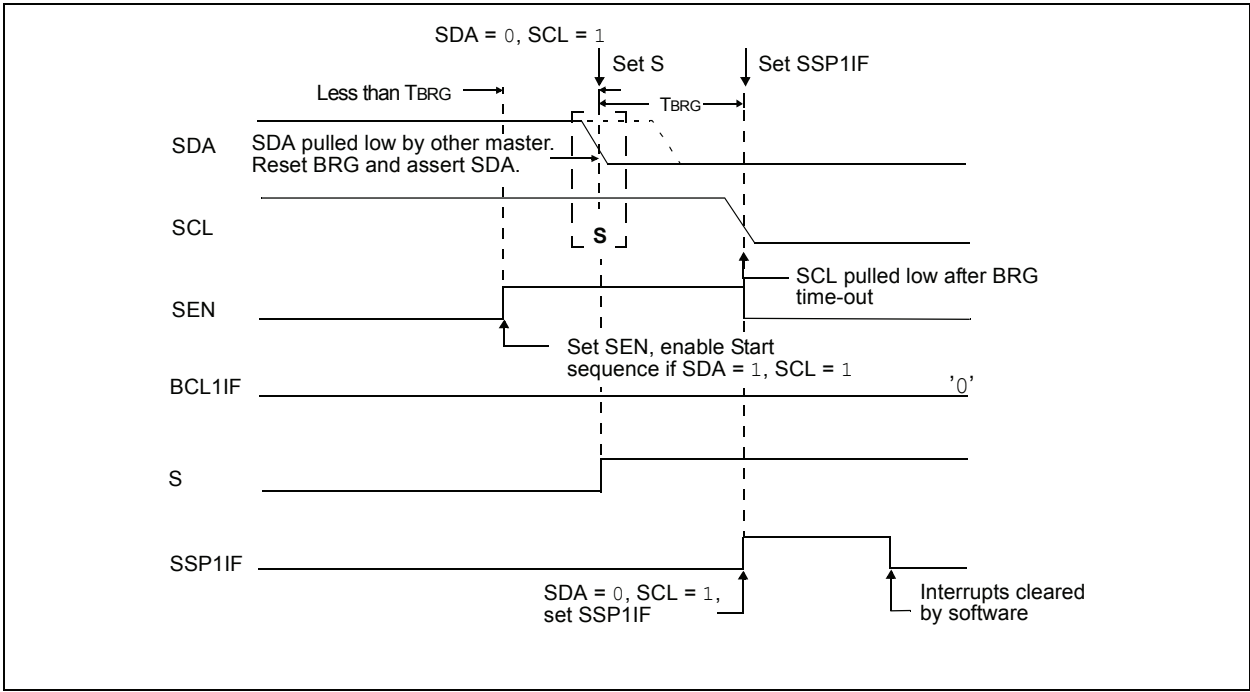 SDA = 0, SCL = 1
Set S
Set SSP1IF
Less than TBRG
TBRG
SDA
SDA pulled low by other master.
Reset BRG and assert SDA.
SCL
S
SCL pulled low after BRG
time-out
SEN
Set SEN, enable Start
sequence if SDA = 1, SCL = 1
BCL1IF
'0'
S
SSP1IF
SDA = 0, SCL = 1,
set SSP1IF
Interrupts cleared
by software